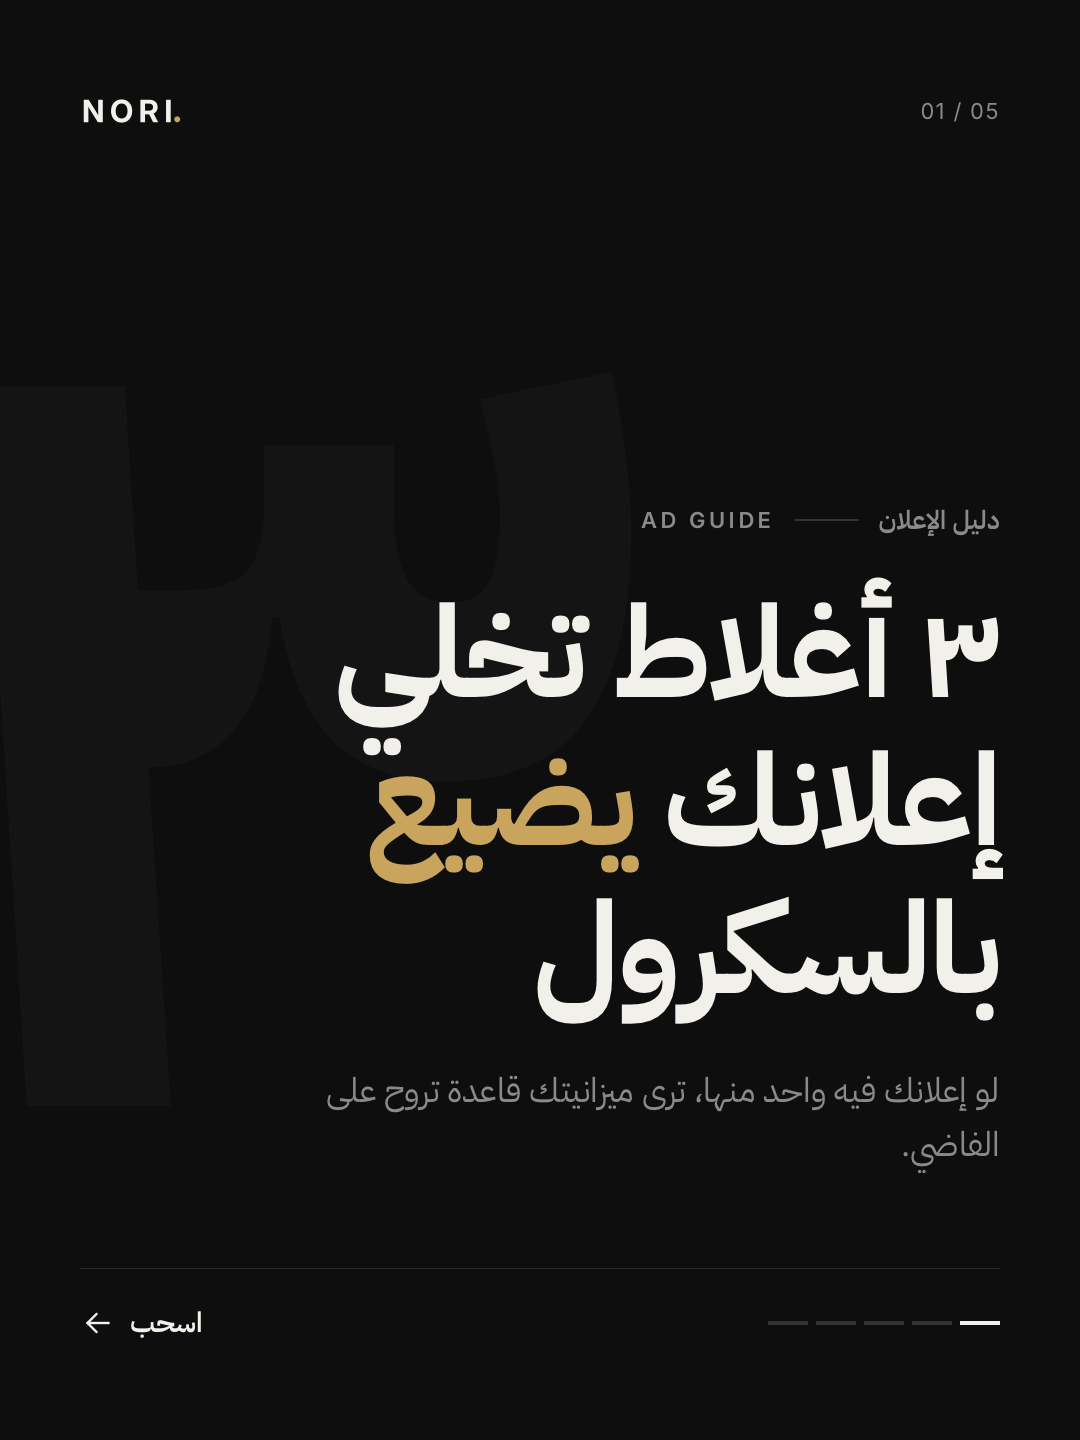 NORI.
01 / 05
دليل الإعلان — AD GUIDE
٣ أغلاط تخلي
إعلانك يضيع
بالسكرول
لو إعلانك فيه واحد منها، ترى ميزانيتك قاعدة تروح على
الفاضي.
اسحب ←